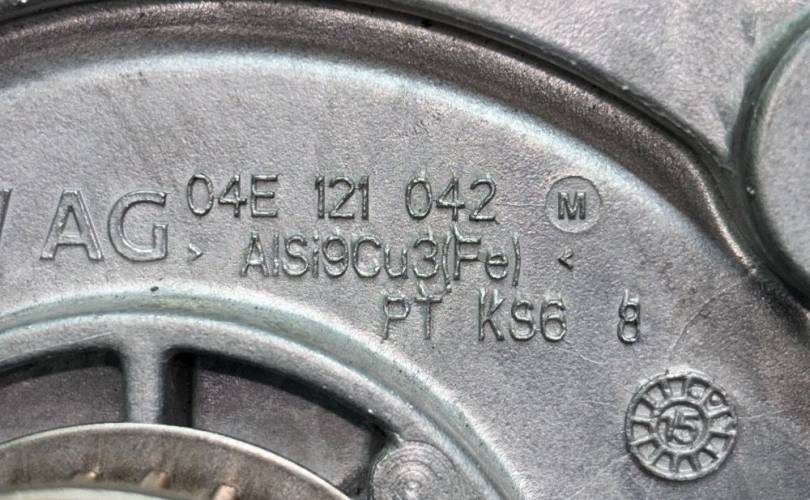 AG 04E 121 042 M
> AlSi9Cu3(Fe) <
PT KS6 8
15